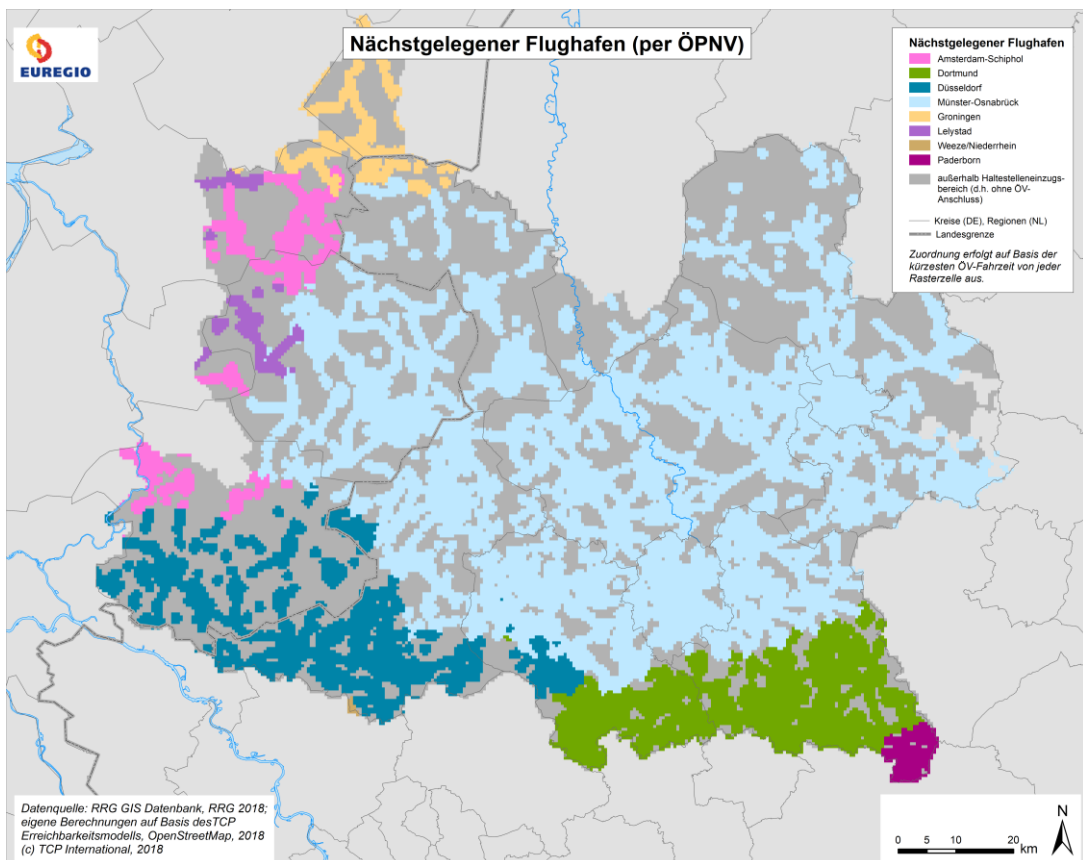 EUREGIO
Nächstgelegener Flughafen (per ÖPNV)
Nächstgelegener Flughafen
Amsterdam-Schiphol
Dortmund
Düsseldorf
Münster-Osnabrück
Groningen
Lelystad
Weeze/Niederrhein
Paderborn
außerhalb Haltestelleneinzugs-
bereich (d.h. ohne ÖV-
Anschluss)
Kreise (DE), Regionen (NL)
Landesgrenze
Zuordnung erfolgt auf Basis der
kürzesten ÖV-Fahrzeit von jeder
Rasterzelle aus.
Datenquelle: RRG GIS Datenbank, RRG 2018;
eigene Berechnungen auf Basis desTCP
Erreichbarkeitsmodells, OpenStreetMap, 2018
(c) TCP International, 2018
N
0 5 10 20
km